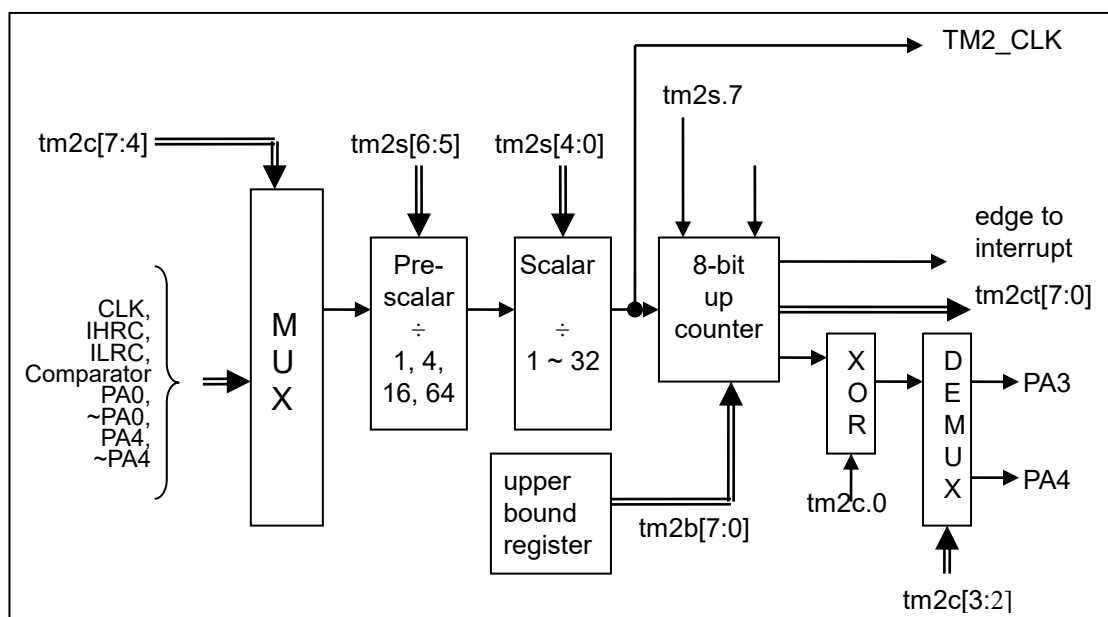 TM2_CLK
tm2s.7
tm2c[7:4]
tm2s[6:5]
tm2s[4:0]
edge to
interrupt
tm2ct[7:0]
CLK,
IHRC,
ILRC,
Comparator
PA0,
~PA0,
PA4,
~PA4
M
U
X
Pre-
scalar
÷
1, 4,
16, 64
Scalar
÷
1 ~ 32
8-bit
up
counter
X
O
R
D
E
M
U
X
PA3
PA4
upper
bound
register
tm2b[7:0]
tm2c.0
tm2c[3:2]